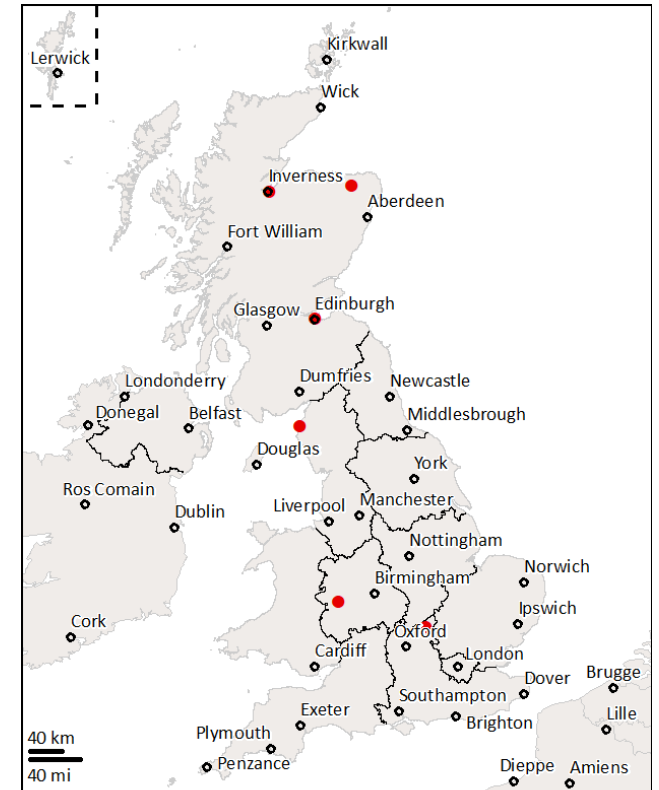 Kirkwall
Lerwick
Wick
Inverness
Aberdeen
Fort William
Glasgow
Edinburgh
Dumfries
Londonderry
Newcastle
Donegal
Belfast
Middlesbrough
Douglas
York
Ros Comain
Liverpool
Manchester
Dublin
Nottingham
Norwich
Birmingham
Ipswich
Cork
Oxford
Cardiff
London
Dover
Brugge
Southampton
Exeter
Lille
Brighton
Plymouth
40 km
Penzance
40 mi
Dieppe
Amiens